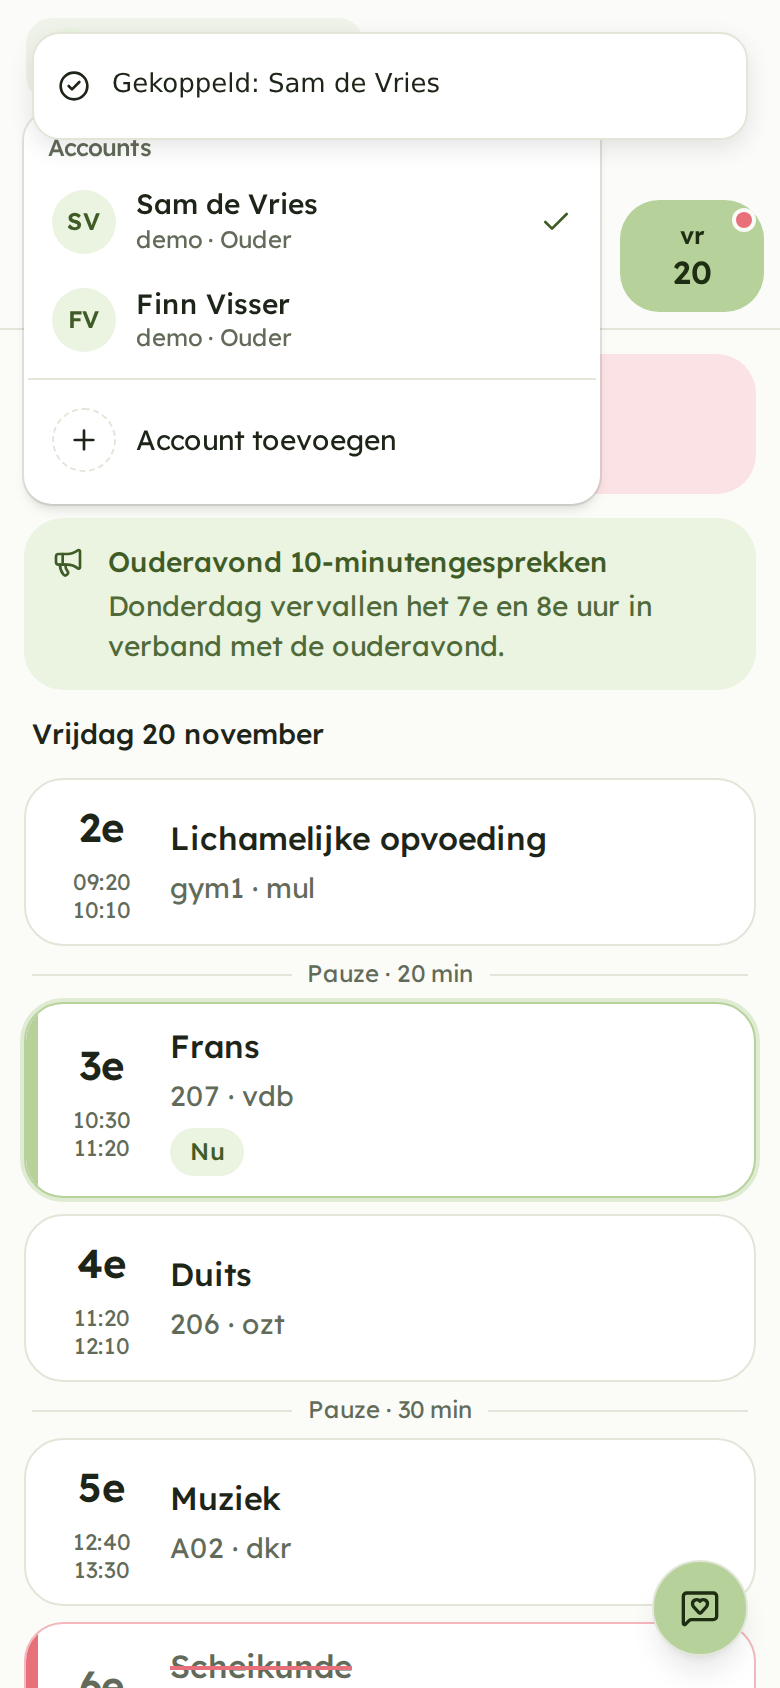 Gekoppeld: Sam de Vries
Accounts
SV
Sam de Vries
demo · Ouder
FV
Finn Visser
demo · Ouder
Account toevoegen
vr
20
Ouderavond 10-minutengesprekken
Donderdag vervallen het 7e en 8e uur in
verband met de ouderavond.
Vrijdag 20 november
2e
09:20
10:10
Lichamelijke opvoeding
gym1 · mul
Pauze · 20 min
3e
10:30
11:20
Frans
207 · vdb
Nu
4e
11:20
12:10
Duits
206 · ozt
Pauze · 30 min
5e
12:40
13:30
Muziek
A02 · dkr
6e
Scheikunde